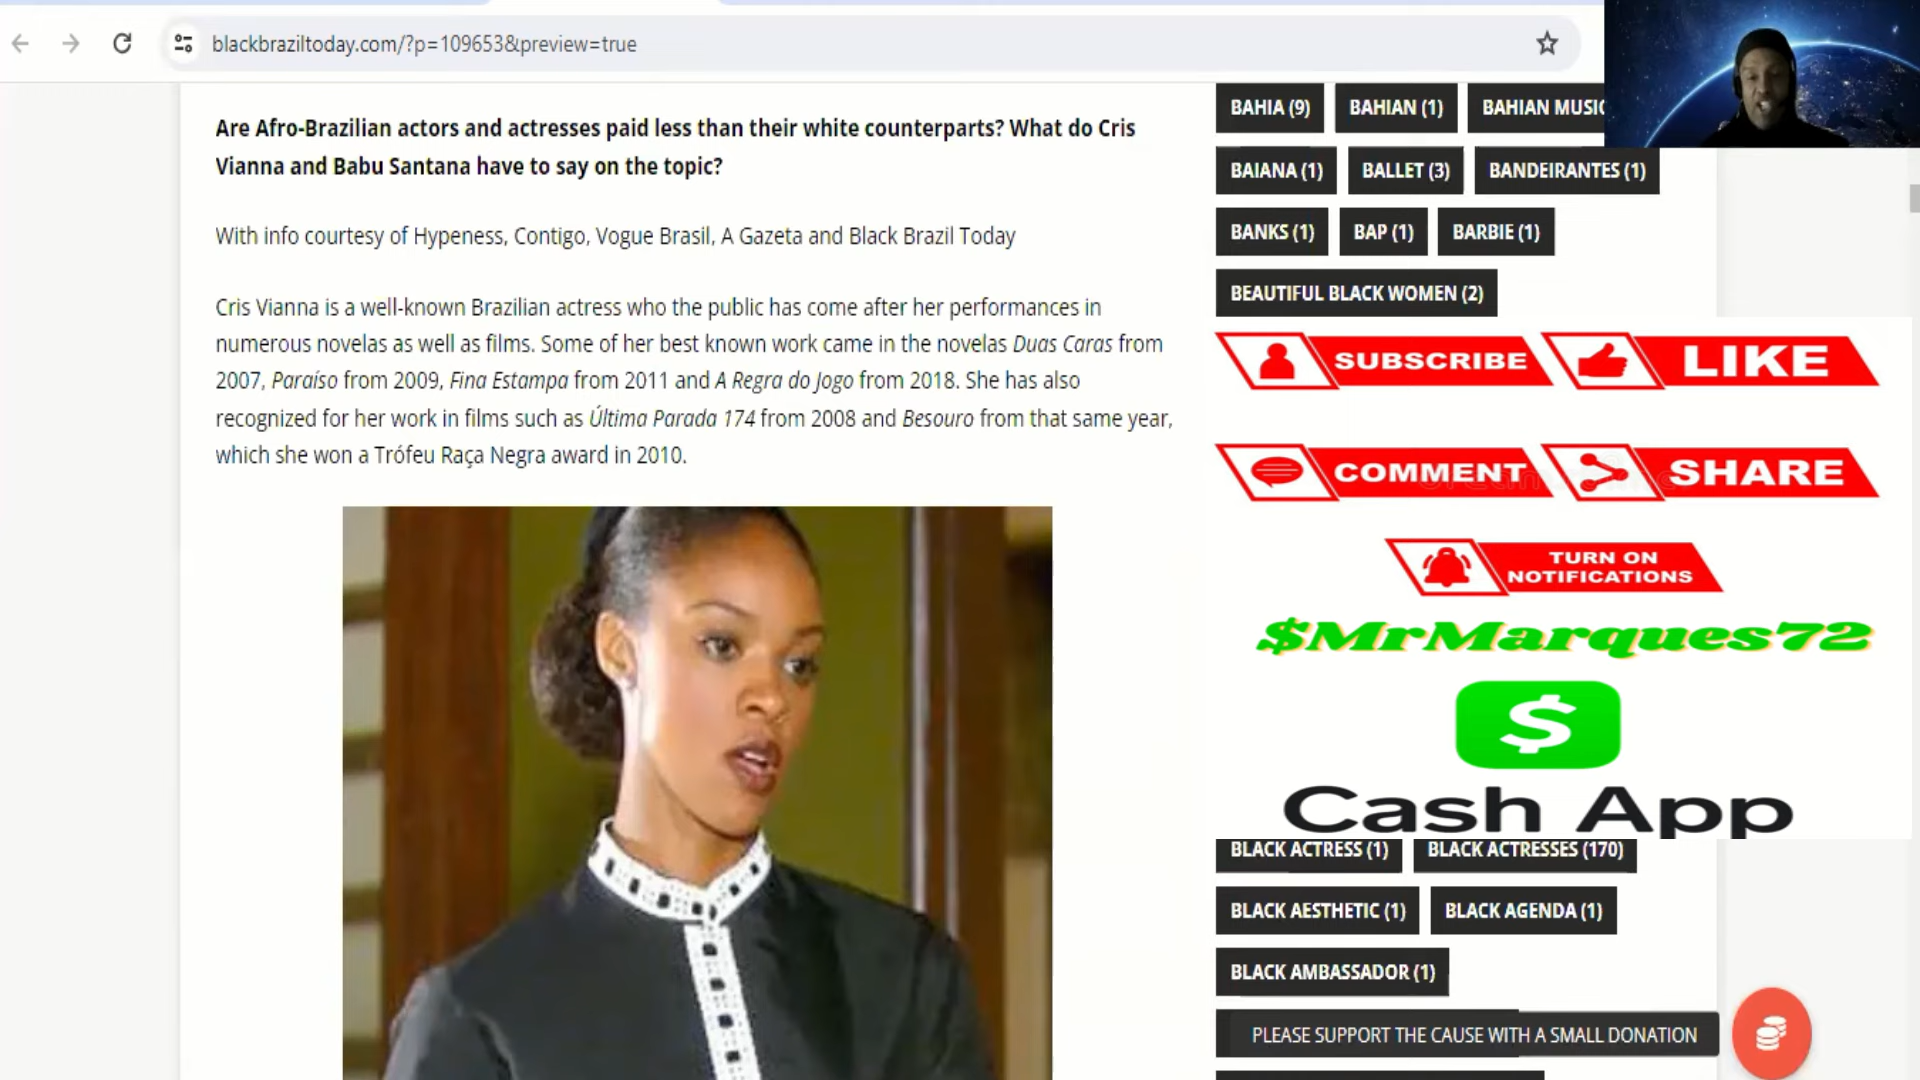 blackbraziltoday.com/?p=109653&preview=true
Are Afro-Brazilian actors and actresses paid less than their white counterparts? What do Cris
Vianna and Babu Santana have to say on the topic?
With info courtesy of Hypeness, Contigo, Vogue Brasil, A Gazeta and Black Brazil Today
Cris Vianna is a well-known Brazilian actress who the public has come after her performances in
numerous novelas as well as films. Some of her best known work came in the novelas Duas Caras from
2007, Paraíso from 2009, Fina Estampa from 2011 and A Regra do Jogo from 2018. She has also
recognized for her work in films such as Última Parada 174 from 2008 and Besouro from that same year,
which she won a Trófeu Raça Negra award in 2010.
BAHIA (9) BAHIAN (1) BAHIAN MUSIC
BAIANA (1) BALLET (3) BANDEIRANTES (1)
BANKS (1) BAP (1) BARBIE (1)
BEAUTIFUL BLACK WOMEN (2)
SUBSCRIBE LIKE
COMMENT SHARE
TURN ON
NOTIFICATIONS
$MrMarques72
$
Cash App
BLACK ACTRESS (1) BLACK ACTRESSES (170)
BLACK AESTHETIC (1) BLACK AGENDA (1)
BLACK AMBASSADOR (1)
PLEASE SUPPORT THE CAUSE WITH A SMALL DONATION